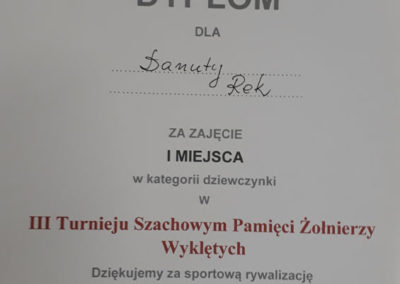 DYPLOM
DLA
Danuty
Rek
ZA ZAJĘCIE
I MIEJSCA
w kategorii dziewczynki
W
III Turnieju Szachowym Pamięci Żołnierzy
Wyklętych
Dziękujemy za sportową rywalizację